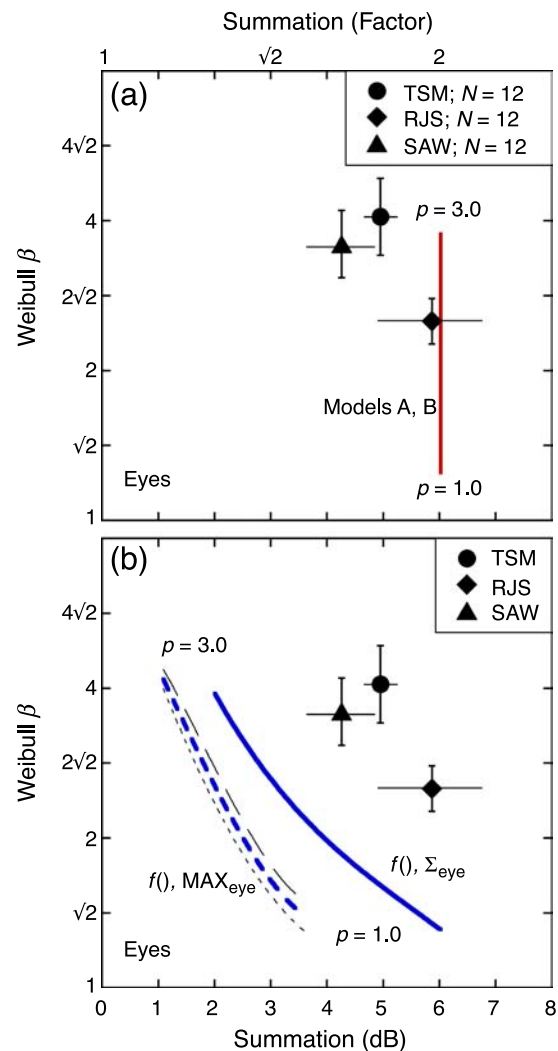 Summation (Factor)
1 √2 2
(a)
TSM; N = 12
RJS; N = 12
SAW; N = 12
4√2
4
2√2
2
√2
1
Weibull β
p = 3.0
Models A, B
p = 1.0
Eyes
(b)
TSM
RJS
SAW
4√2
4
2√2
2
√2
1
Weibull β
p = 3.0
f(), MAXeye
f(), Σeye
p = 1.0
Eyes
0 1 2 3 4 5 6 7 8
Summation (dB)